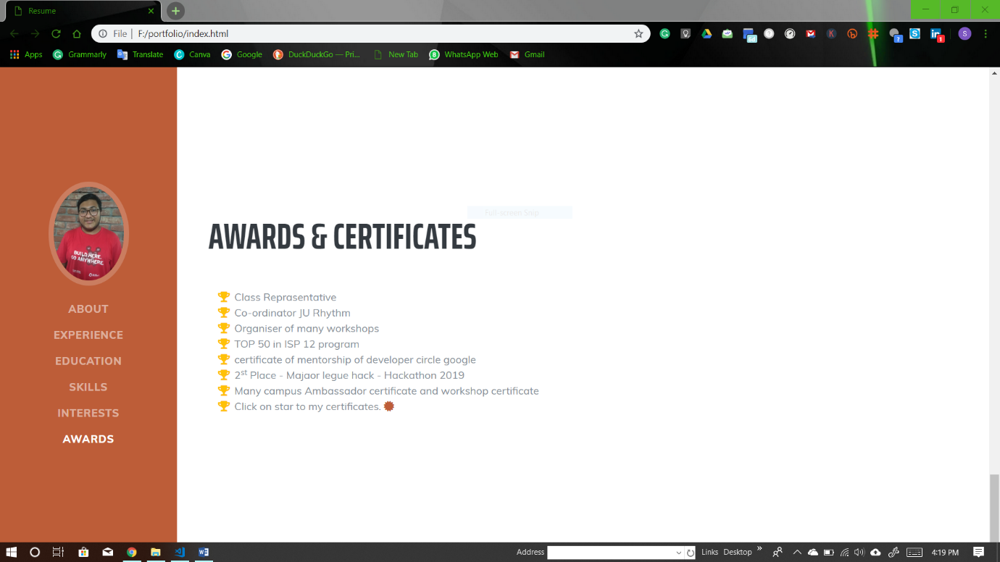 Resume
File | F:/portfolio/index.html
6d ? S 1 S
Apps Grammarly Translate Canva Google DuckDuckGo — Pri... New Tab WhatsApp Web Gmail
Full-screen Snip
BUILD HERE.
GO ANYWHERE.
ABOUT
EXPERIENCE
EDUCATION
SKILLS
INTERESTS
AWARDS
AWARDS & CERTIFICATES
Class Reprasentative
Co-ordinator JU Rhythm
Organiser of many workshops
TOP 50 in ISP 12 program
certificate of mentorship of developer circle google
2st Place - Majaor legue hack - Hackathon 2019
Many campus Ambassador certificate and workshop certificate
Click on star to my certificates.
Address Links Desktop » 4:19 PM